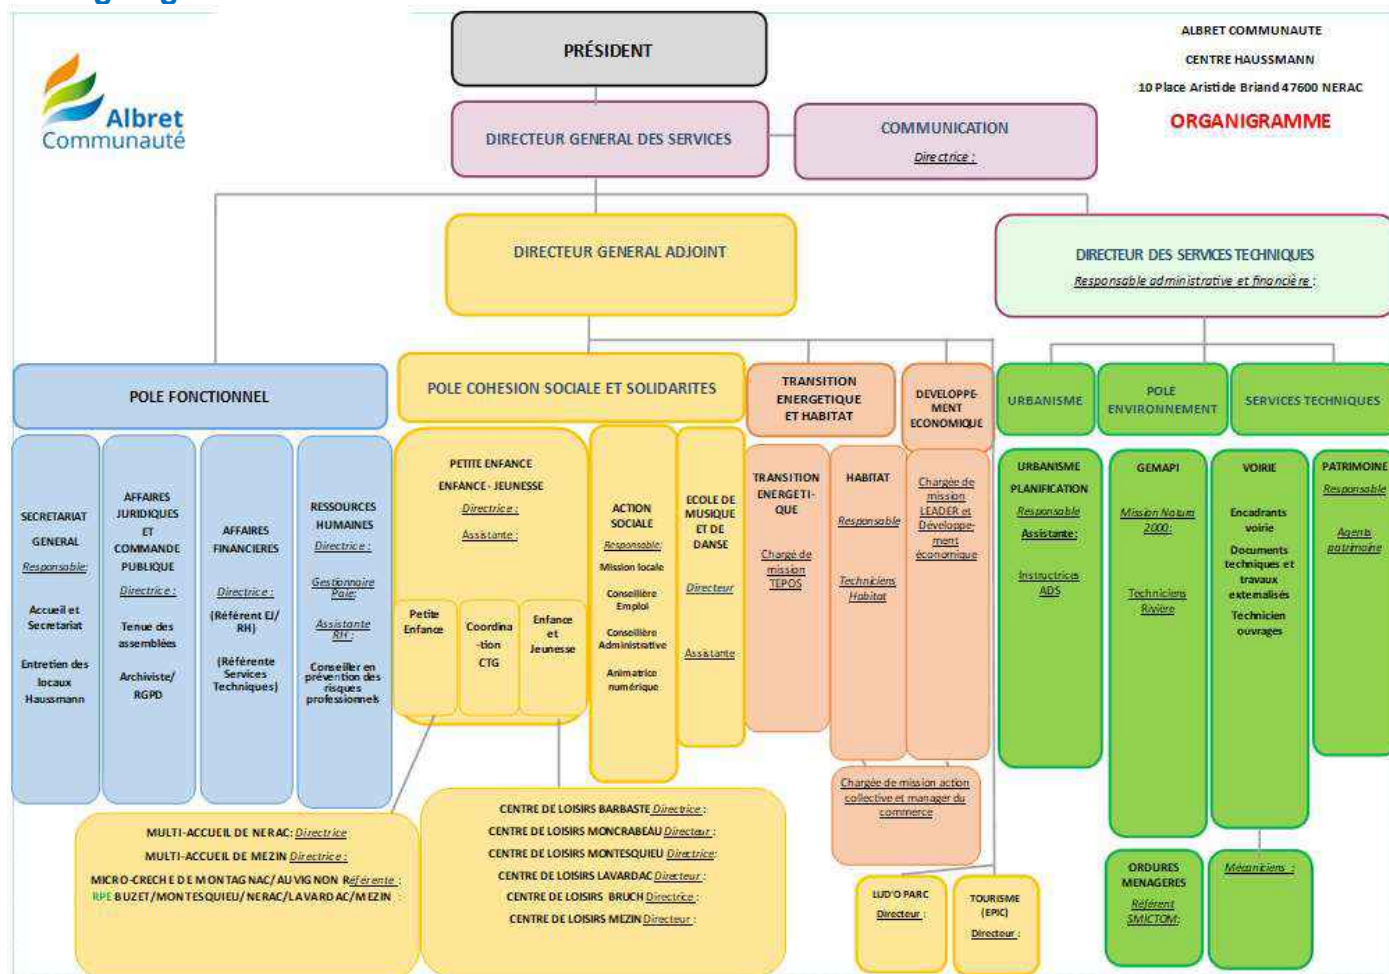 PRÉSIDENT
ALBRET COMMUNAUTE
CENTRE HAUSSMANN
10 Place Aristide Briand 47600 NERAC
ORGANIGRAMME
Albret
Communauté
DIRECTEUR GENERAL DES SERVICES
COMMUNICATION
Directrice :
DIRECTEUR GENERAL ADJOINT
DIRECTEUR DES SERVICES TECHNIQUES
Responsable administrative et financière :
POLE FONCTIONNEL
POLE COHESION SOCIALE ET SOLIDARITES
TRANSITION
ENERGETIQUE
ET HABITAT
DEVELOPPE-
MENT
ECONOMIQUE
URBANISME
POLE
ENVIRONNEMENT
SERVICES TECHNIQUES
SECRETARIAT
GENERAL
Responsable:
Accueil et
Secretariat
Entretien des
locaux
Haussmann
AFFAIRES
JURIDIQUES
ET
COMMANDE
PUBLIQUE
Directrice :
Tenue des
assemblées
Archiviste/
RGPD
AFFAIRES
FINANCIERES
Directrice :
(Référent EJ/
RH)
(Référente
Services
Techniques)
RESSOURCES
HUMAINES
Directrice :
Gestionnaire
Paie:
Assistante
RH :
Conseiller en
prévention des
risques
professionnels
PETITE ENFANCE
ENFANCE- JEUNESSE
Directrice :
Assistante :
Petite
Enfance
Coordina
-tion
CTG
Enfance
et
Jeunesse
ACTION
SOCIALE
Responsable:
Mission locale
Conseillère
Emploi
Conseillère
Administrative
Animatrice
numérique
ECOLE DE
MUSIQUE
ET DE
DANSE
Directeur
Assistante
TRANSITION
ENERGETI-
QUE
Chargé de
mission
TEPOS
HABITAT
Responsable
Techniciens
Habitat
Chargée de
mission
LEADER et
Développe-
ment
économique
Chargée de mission action
collective et manager du
commerce
URBANISME
PLANIFICATION
Responsable
Assistante:
Instructrices
ADS
GEMAPI
Mission Natura
2000:
Techniciens
Rivière
VOIRIE
Encadrants
voirie
Documents
techniques et
travaux
externalisés
Technicien
ouvrages
PATRIMOINE
Responsable
Agents
patrimoine
MULTI-ACCUEIL DE NERAC: Directrice
MULTI-ACCUEIL DE MEZIN Directrice :
MICRO-CRECHE DE MONTAGNAC/AUVIGNON Référente :
RPE BUZET/MONTESQUIEU/NERAC/LAVARDAC/MEZIN :
CENTRE DE LOISIRS BARBASTE Directrice :
CENTRE DE LOISIRS MONCRABEAU Directeur :
CENTRE DE LOISIRS MONTESQUIEU Directrice:
CENTRE DE LOISIRS LAVARDAC Directeur :
CENTRE DE LOISIRS BRUCH Directrice :
CENTRE DE LOISIRS MEZIN Directeur :
LUD'O PARC
Directeur :
TOURISME
(EPIC)
Directeur :
ORDURES
MENAGERES
Référent
SMICTOM:
Mécaniciens :